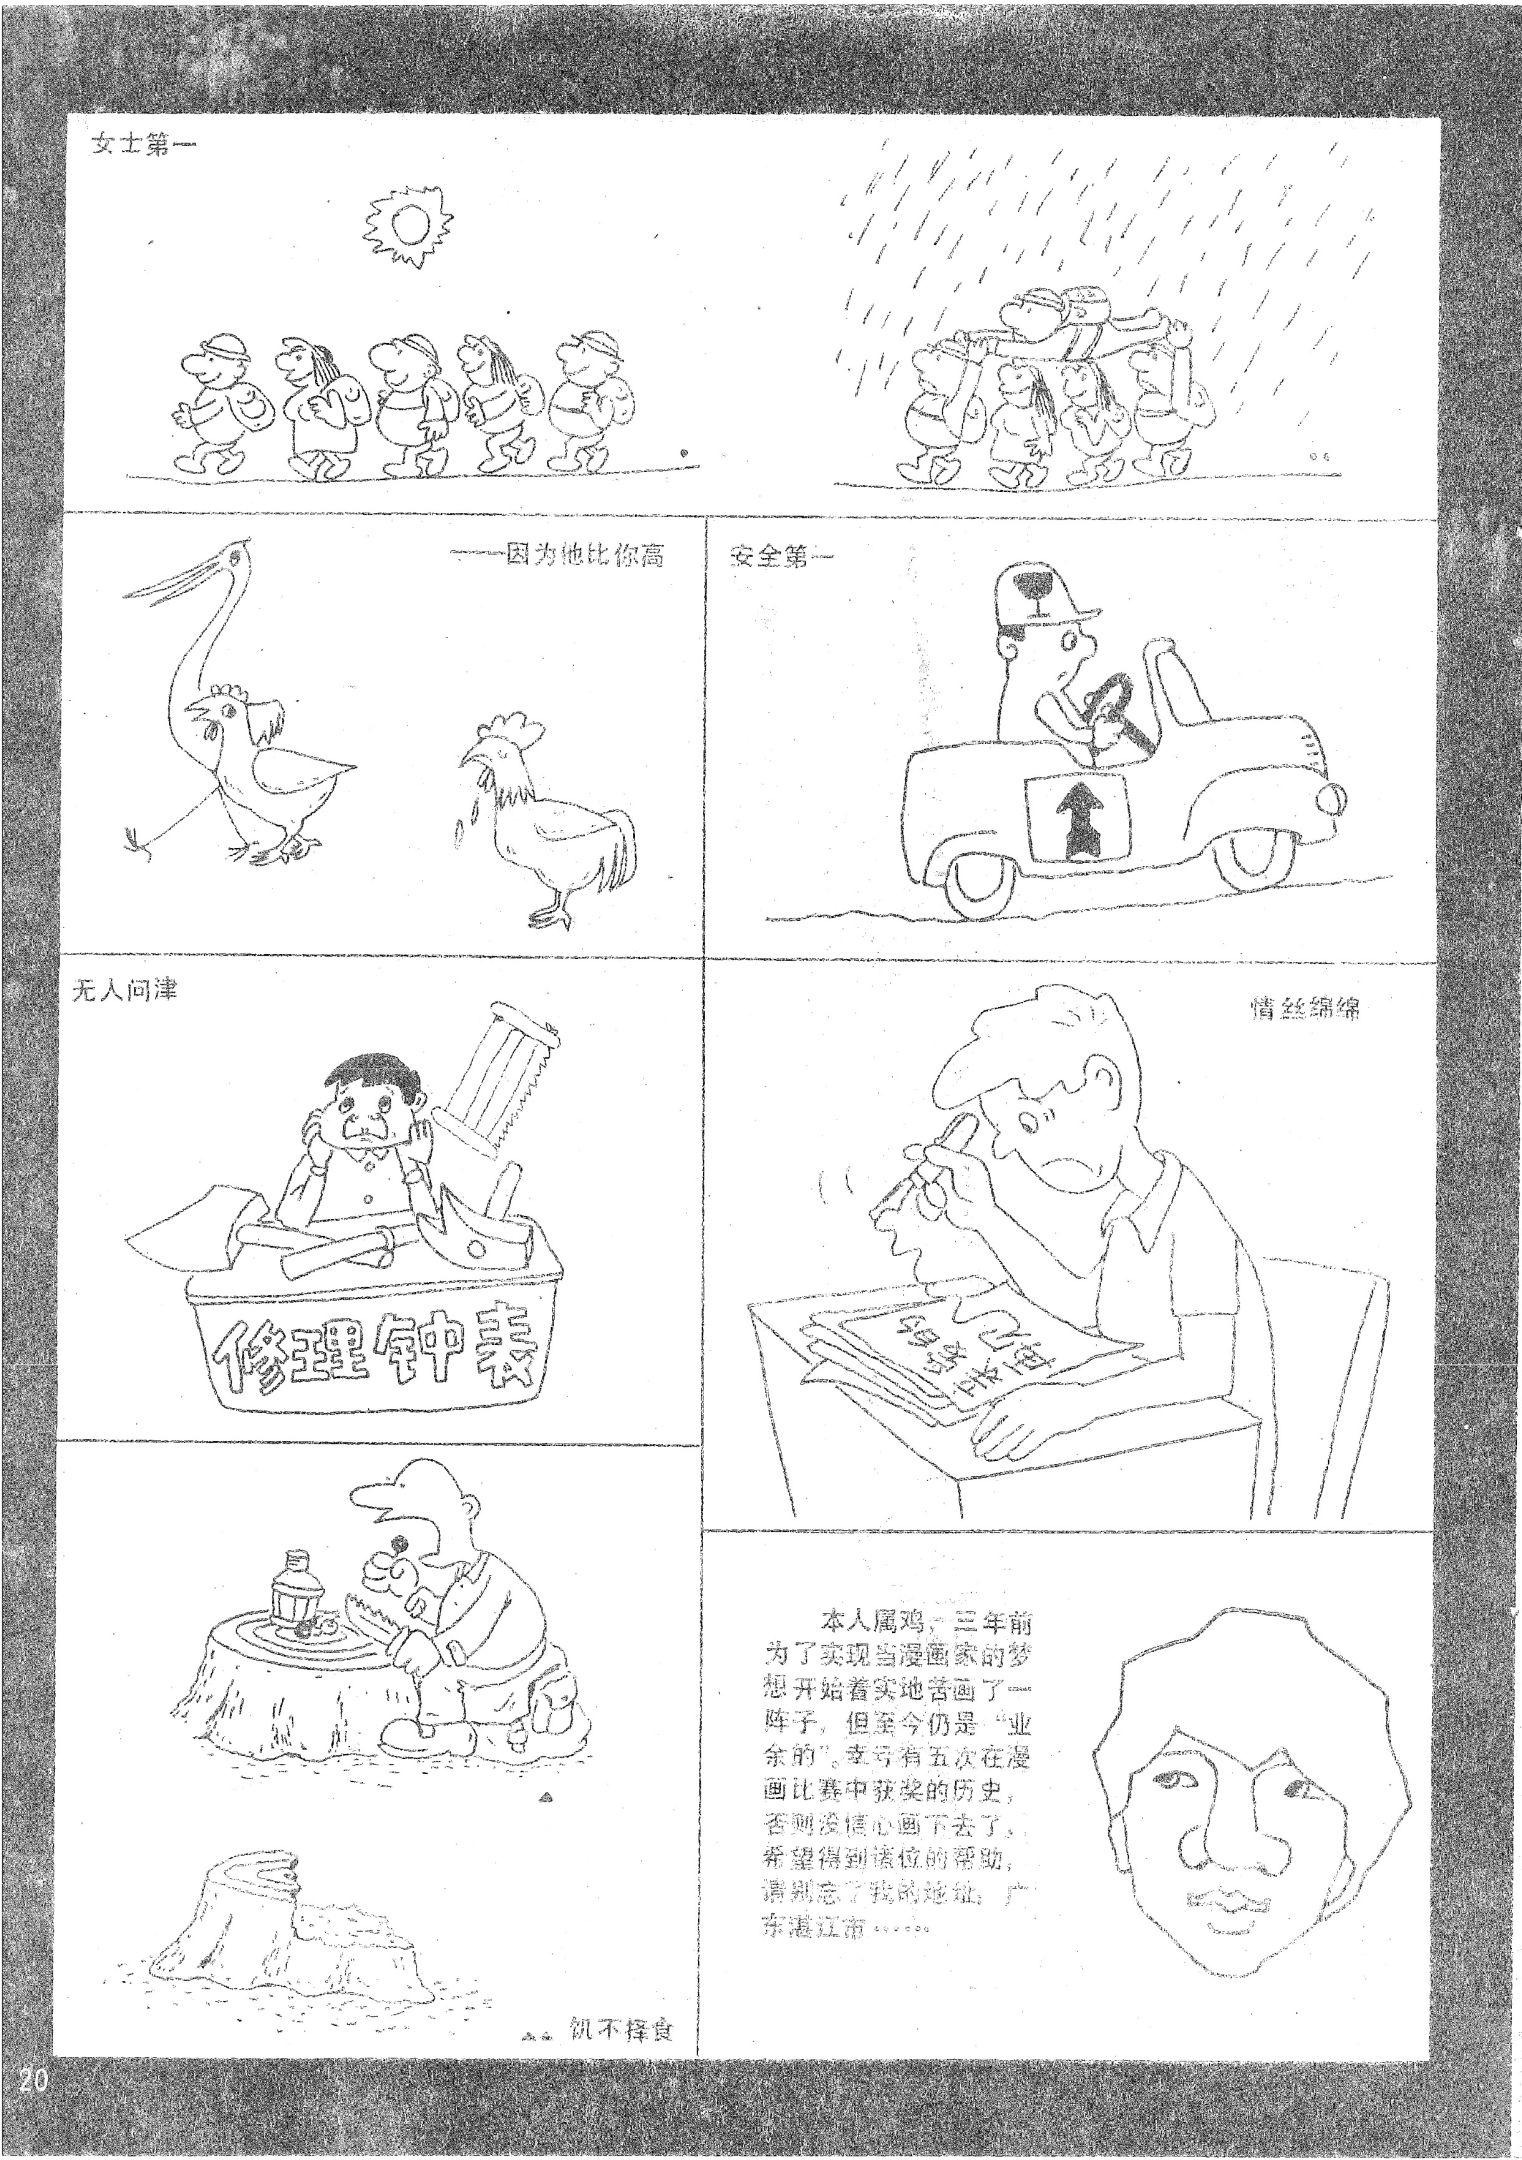 女士第一
——因为他比你高
安全第一
无人问津
修理钟表
情丝绵绵
饥不择食
本人属鸡，三年前
为了实现当漫画家的梦
想开始着实地苦画了一
阵子，但至今仍是“业
余的”。幸亏有五次在漫
画比赛中获奖的历史，
否则没信心画下去了。
希望得到诸位的帮助，
请别忘了我的地址：广
东湛江市……
20